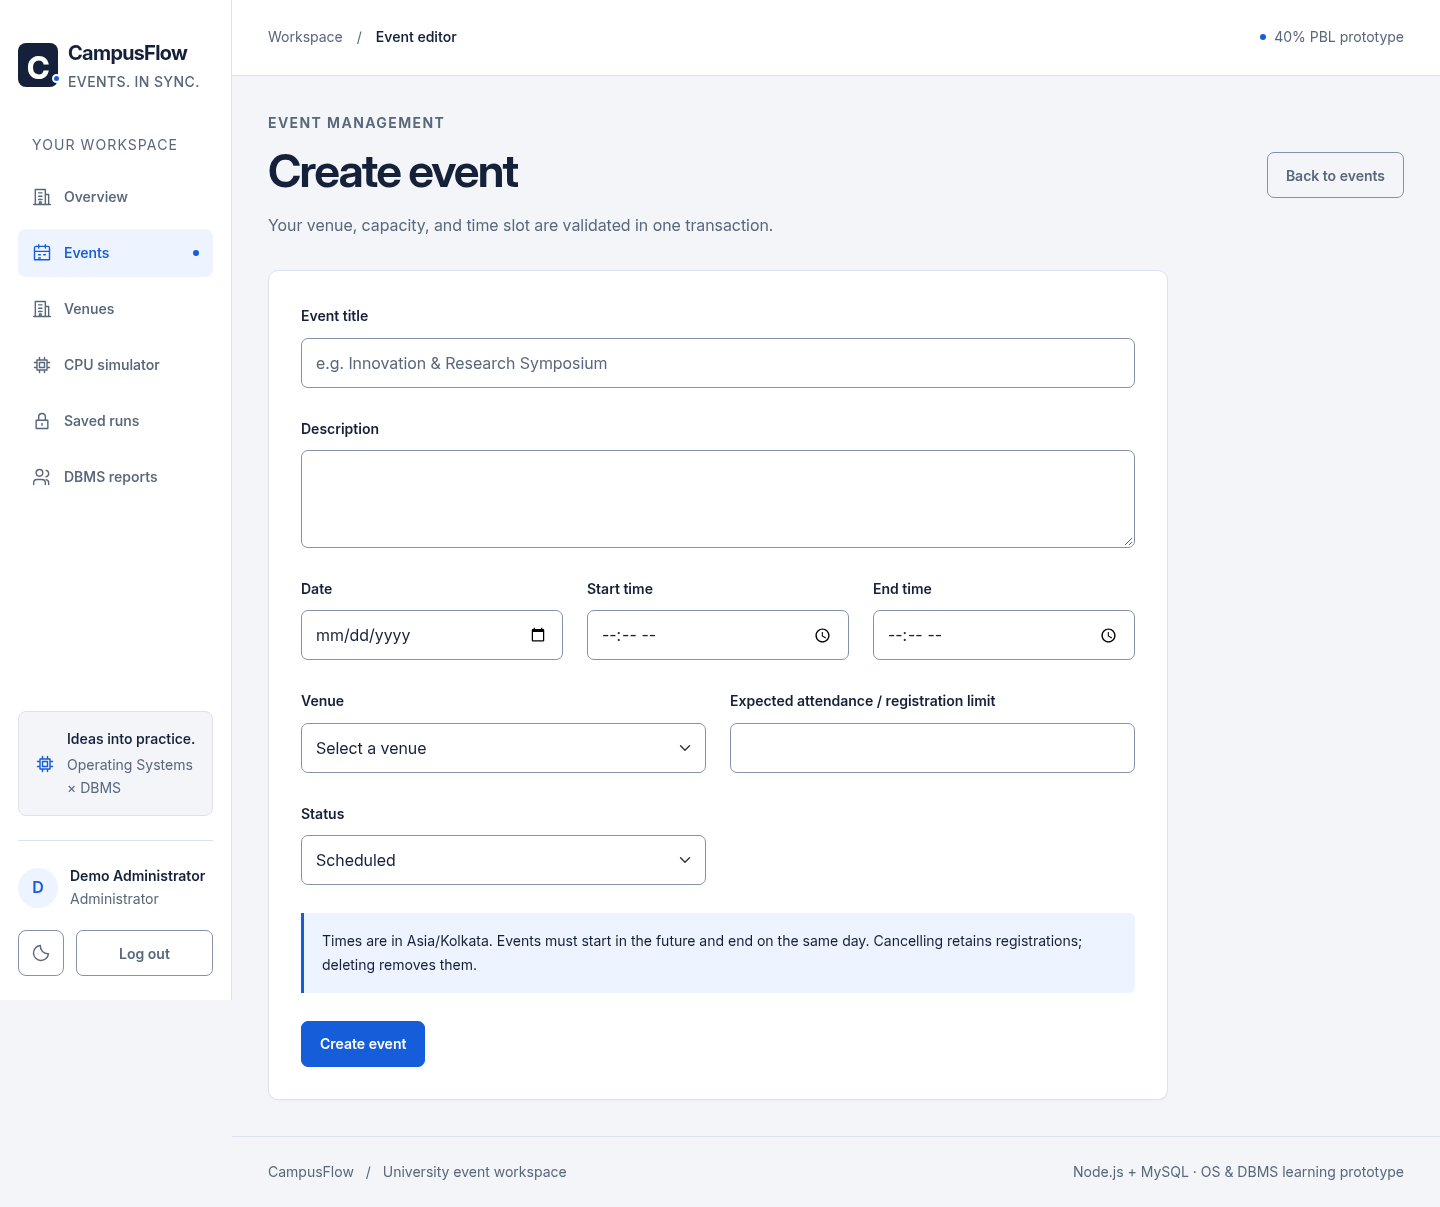 C
CampusFlow
EVENTS. IN SYNC.
YOUR WORKSPACE
Overview
Events
Venues
CPU simulator
Saved runs
DBMS reports
Ideas into practice.
Operating Systems
× DBMS
D
Demo Administrator
Administrator
Log out
Workspace / Event editor
40% PBL prototype
EVENT MANAGEMENT
Create event
Back to events
Your venue, capacity, and time slot are validated in one transaction.
Event title
e.g. Innovation & Research Symposium
Description
Date Start time End time
mm/dd/yyyy --:-- -- --:-- --
Venue Expected attendance / registration limit
Select a venue
Status
Scheduled
Times are in Asia/Kolkata. Events must start in the future and end on the same day. Cancelling retains registrations;
deleting removes them.
Create event
CampusFlow / University event workspace
Node.js + MySQL · OS & DBMS learning prototype